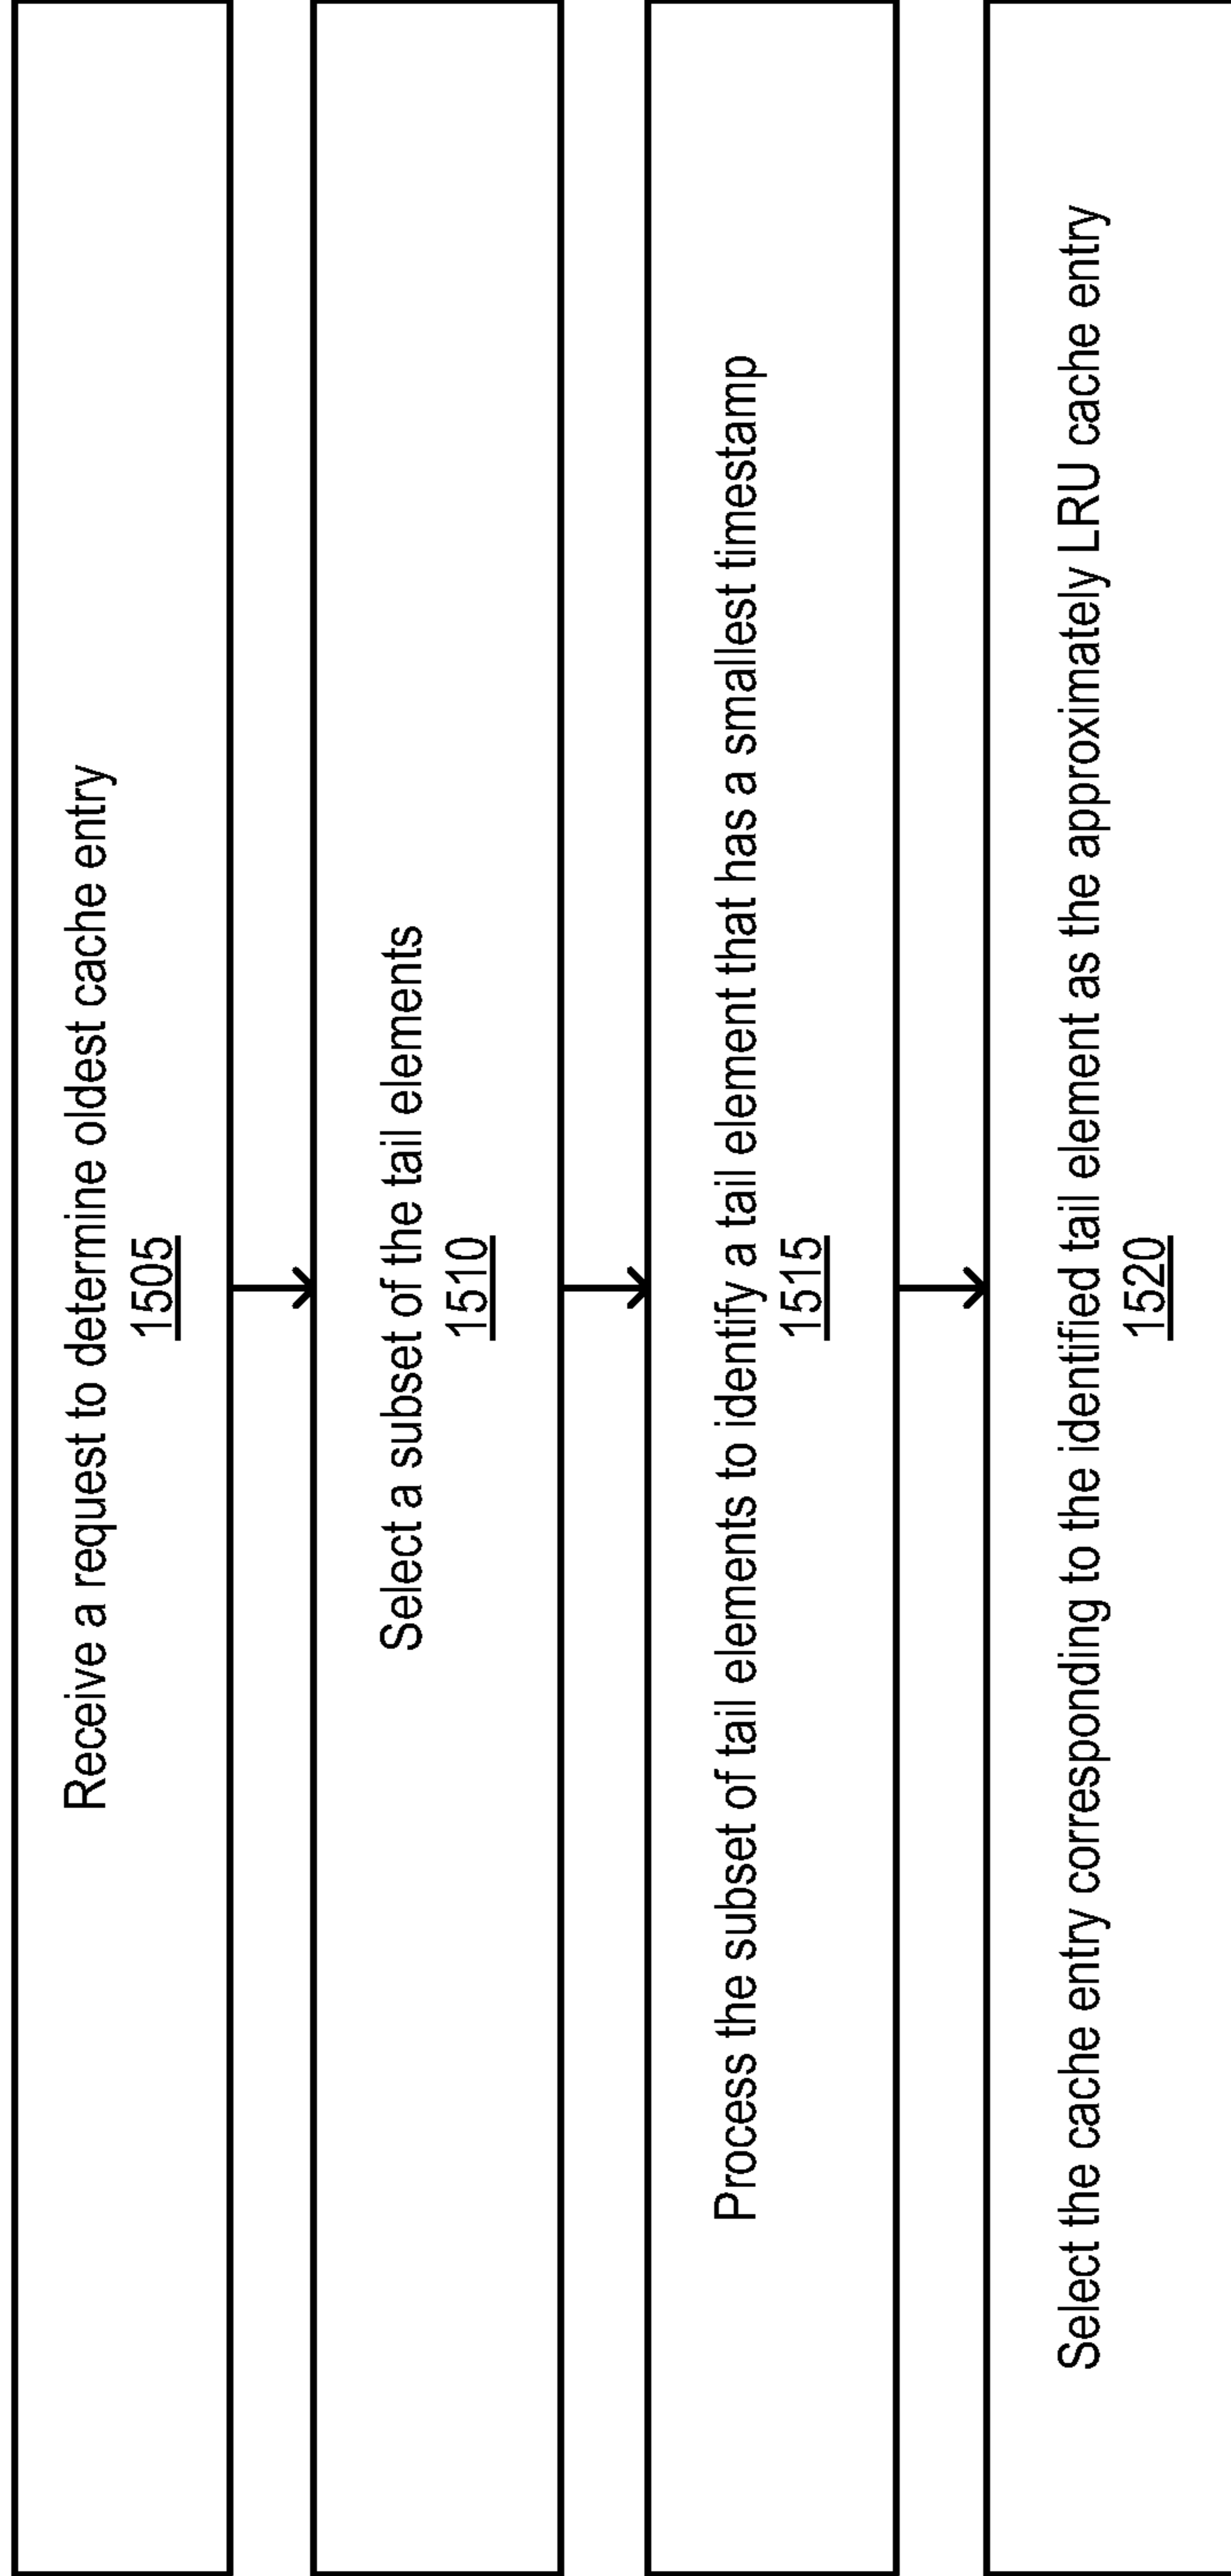 Receive a request to determine oldest cache entry
1505
Select a subset of the tail elements
1510
Process the subset of tail elements to identify a tail element that has a smallest timestamp
1515
Select the cache entry corresponding to the identified tail element as the approximately LRU cache entry
1520